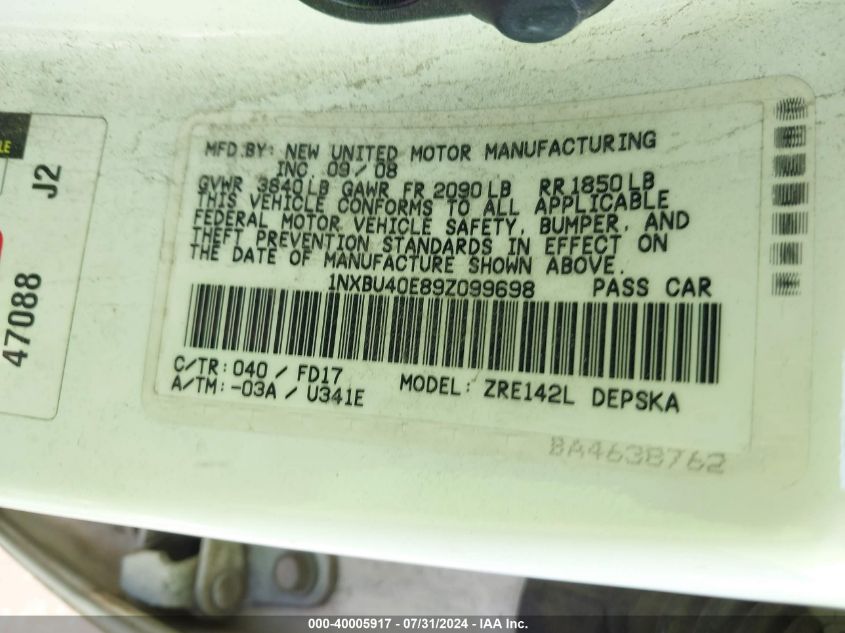 MFD.BY: NEW UNITED MOTOR MANUFACTURING
INC. 09/08
GVWR 3840LB GAWR FR 2090LB RR1850LB
THIS VEHICLE CONFORMS TO ALL APPLICABLE
FEDERAL MOTOR VEHICLE SAFETY, BUMPER, AND
THEFT PREVENTION STANDARDS IN EFFECT ON
THE DATE OF MANUFACTURE SHOWN ABOVE.
1NXBU40E89Z099698 PASS CAR
C/TR: 040 / FD17
A/TM: -03A / U341E MODEL: ZRE142L DEPSKA
BA4638762
J2
47088
000-40005917 - 07/31/2024 - IAA Inc.